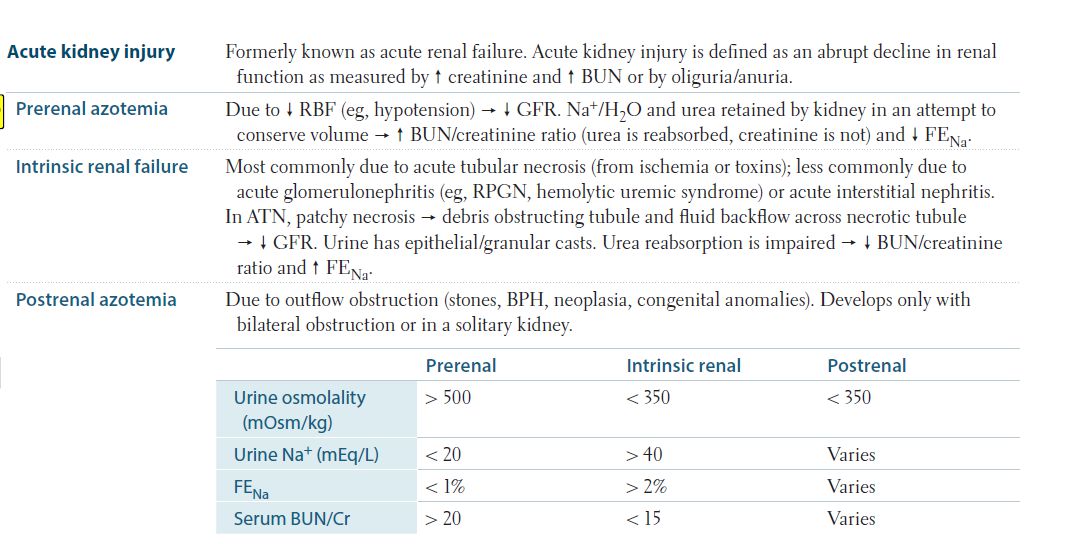 Acute kidney injury Formerly known as acute renal failure. Acute kidney injury is defined as an abrupt decline in renal
function as measured by ↑ creatinine and ↑ BUN or by oliguria/anuria.
Prerenal azotemia Due to ↓ RBF (eg, hypotension) → ↓ GFR. Na⁺/H₂O and urea retained by kidney in an attempt to
conserve volume → ↑ BUN/creatinine ratio (urea is reabsorbed, creatinine is not) and ↓ FENa.
Intrinsic renal failure Most commonly due to acute tubular necrosis (from ischemia or toxins); less commonly due to
acute glomerulonephritis (eg, RPGN, hemolytic uremic syndrome) or acute interstitial nephritis.
In ATN, patchy necrosis → debris obstructing tubule and fluid backflow across necrotic tubule
→ ↓ GFR. Urine has epithelial/granular casts. Urea reabsorption is impaired → ↓ BUN/creatinine
ratio and ↑ FENa.
Postrenal azotemia Due to outflow obstruction (stones, BPH, neoplasia, congenital anomalies). Develops only with
bilateral obstruction or in a solitary kidney.
Prerenal Intrinsic renal Postrenal
Urine osmolality > 500 < 350 < 350
(mOsm/kg)
Urine Na⁺ (mEq/L) < 20 > 40 Varies
FENa < 1% > 2% Varies
Serum BUN/Cr > 20 < 15 Varies